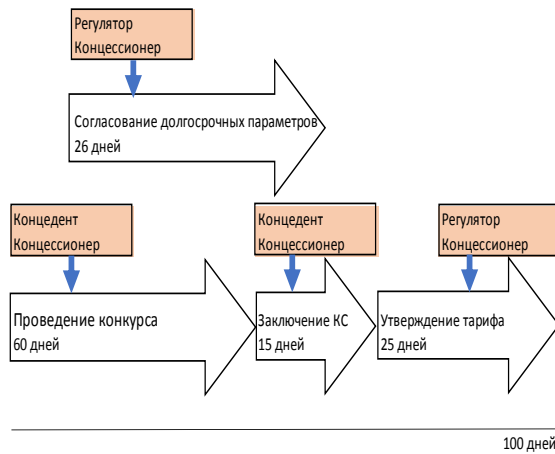 Регулятор
Концессионер
Согласование долгосрочных параметров
26 дней
Концедент
Концессионер
Концедент
Концессионер
Регулятор
Концессионер
Проведение конкурса
60 дней
Заключение КС
15 дней
Утверждение тарифа
25 дней
100 дней